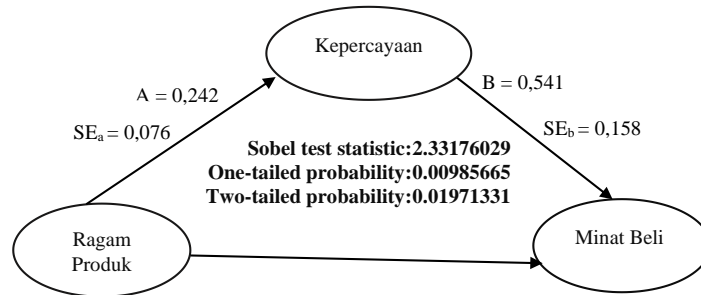 Kepercayaan
A = 0,242
B = 0,541
SEa = 0,076
SEb = 0,158
Sobel test statistic:2.33176029
One-tailed probability:0.00985665
Two-tailed probability:0.01971331
Ragam
Produk
Minat Beli